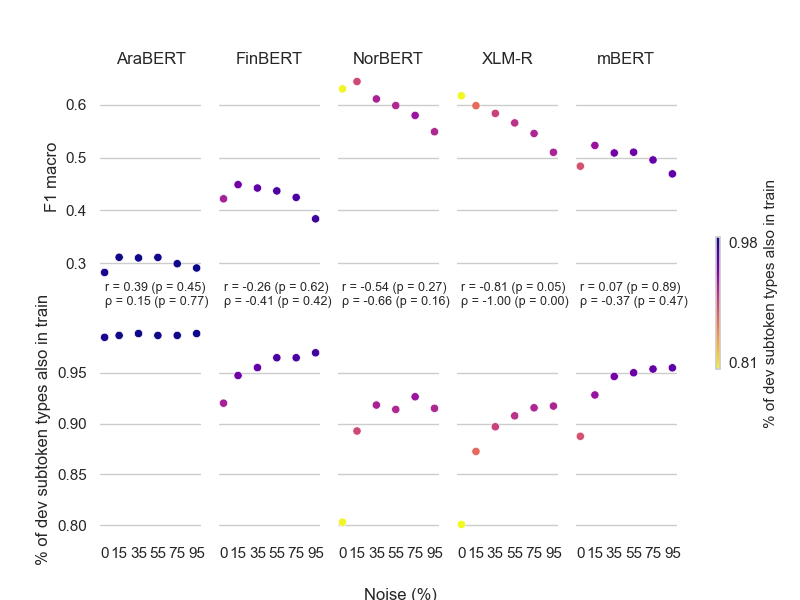 AraBERT FinBERT NorBERT XLM-R mBERT
F1 macro
0.6
0.5
0.4
0.3
r = 0.39 (p = 0.45) r = -0.26 (p = 0.62) r = -0.54 (p = 0.27) r = -0.81 (p = 0.05) r = 0.07 (p = 0.89)
ρ = 0.15 (p = 0.77) ρ = -0.41 (p = 0.42) ρ = -0.66 (p = 0.16) ρ = -1.00 (p = 0.00) ρ = -0.37 (p = 0.47)
% of dev subtoken types also in train
0.95
0.90
0.85
0.80
0 15 35 55 75 95 0 15 35 55 75 95 0 15 35 55 75 95 0 15 35 55 75 95 0 15 35 55 75 95
Noise (%)
0.98
0.81
% of dev subtoken types also in train